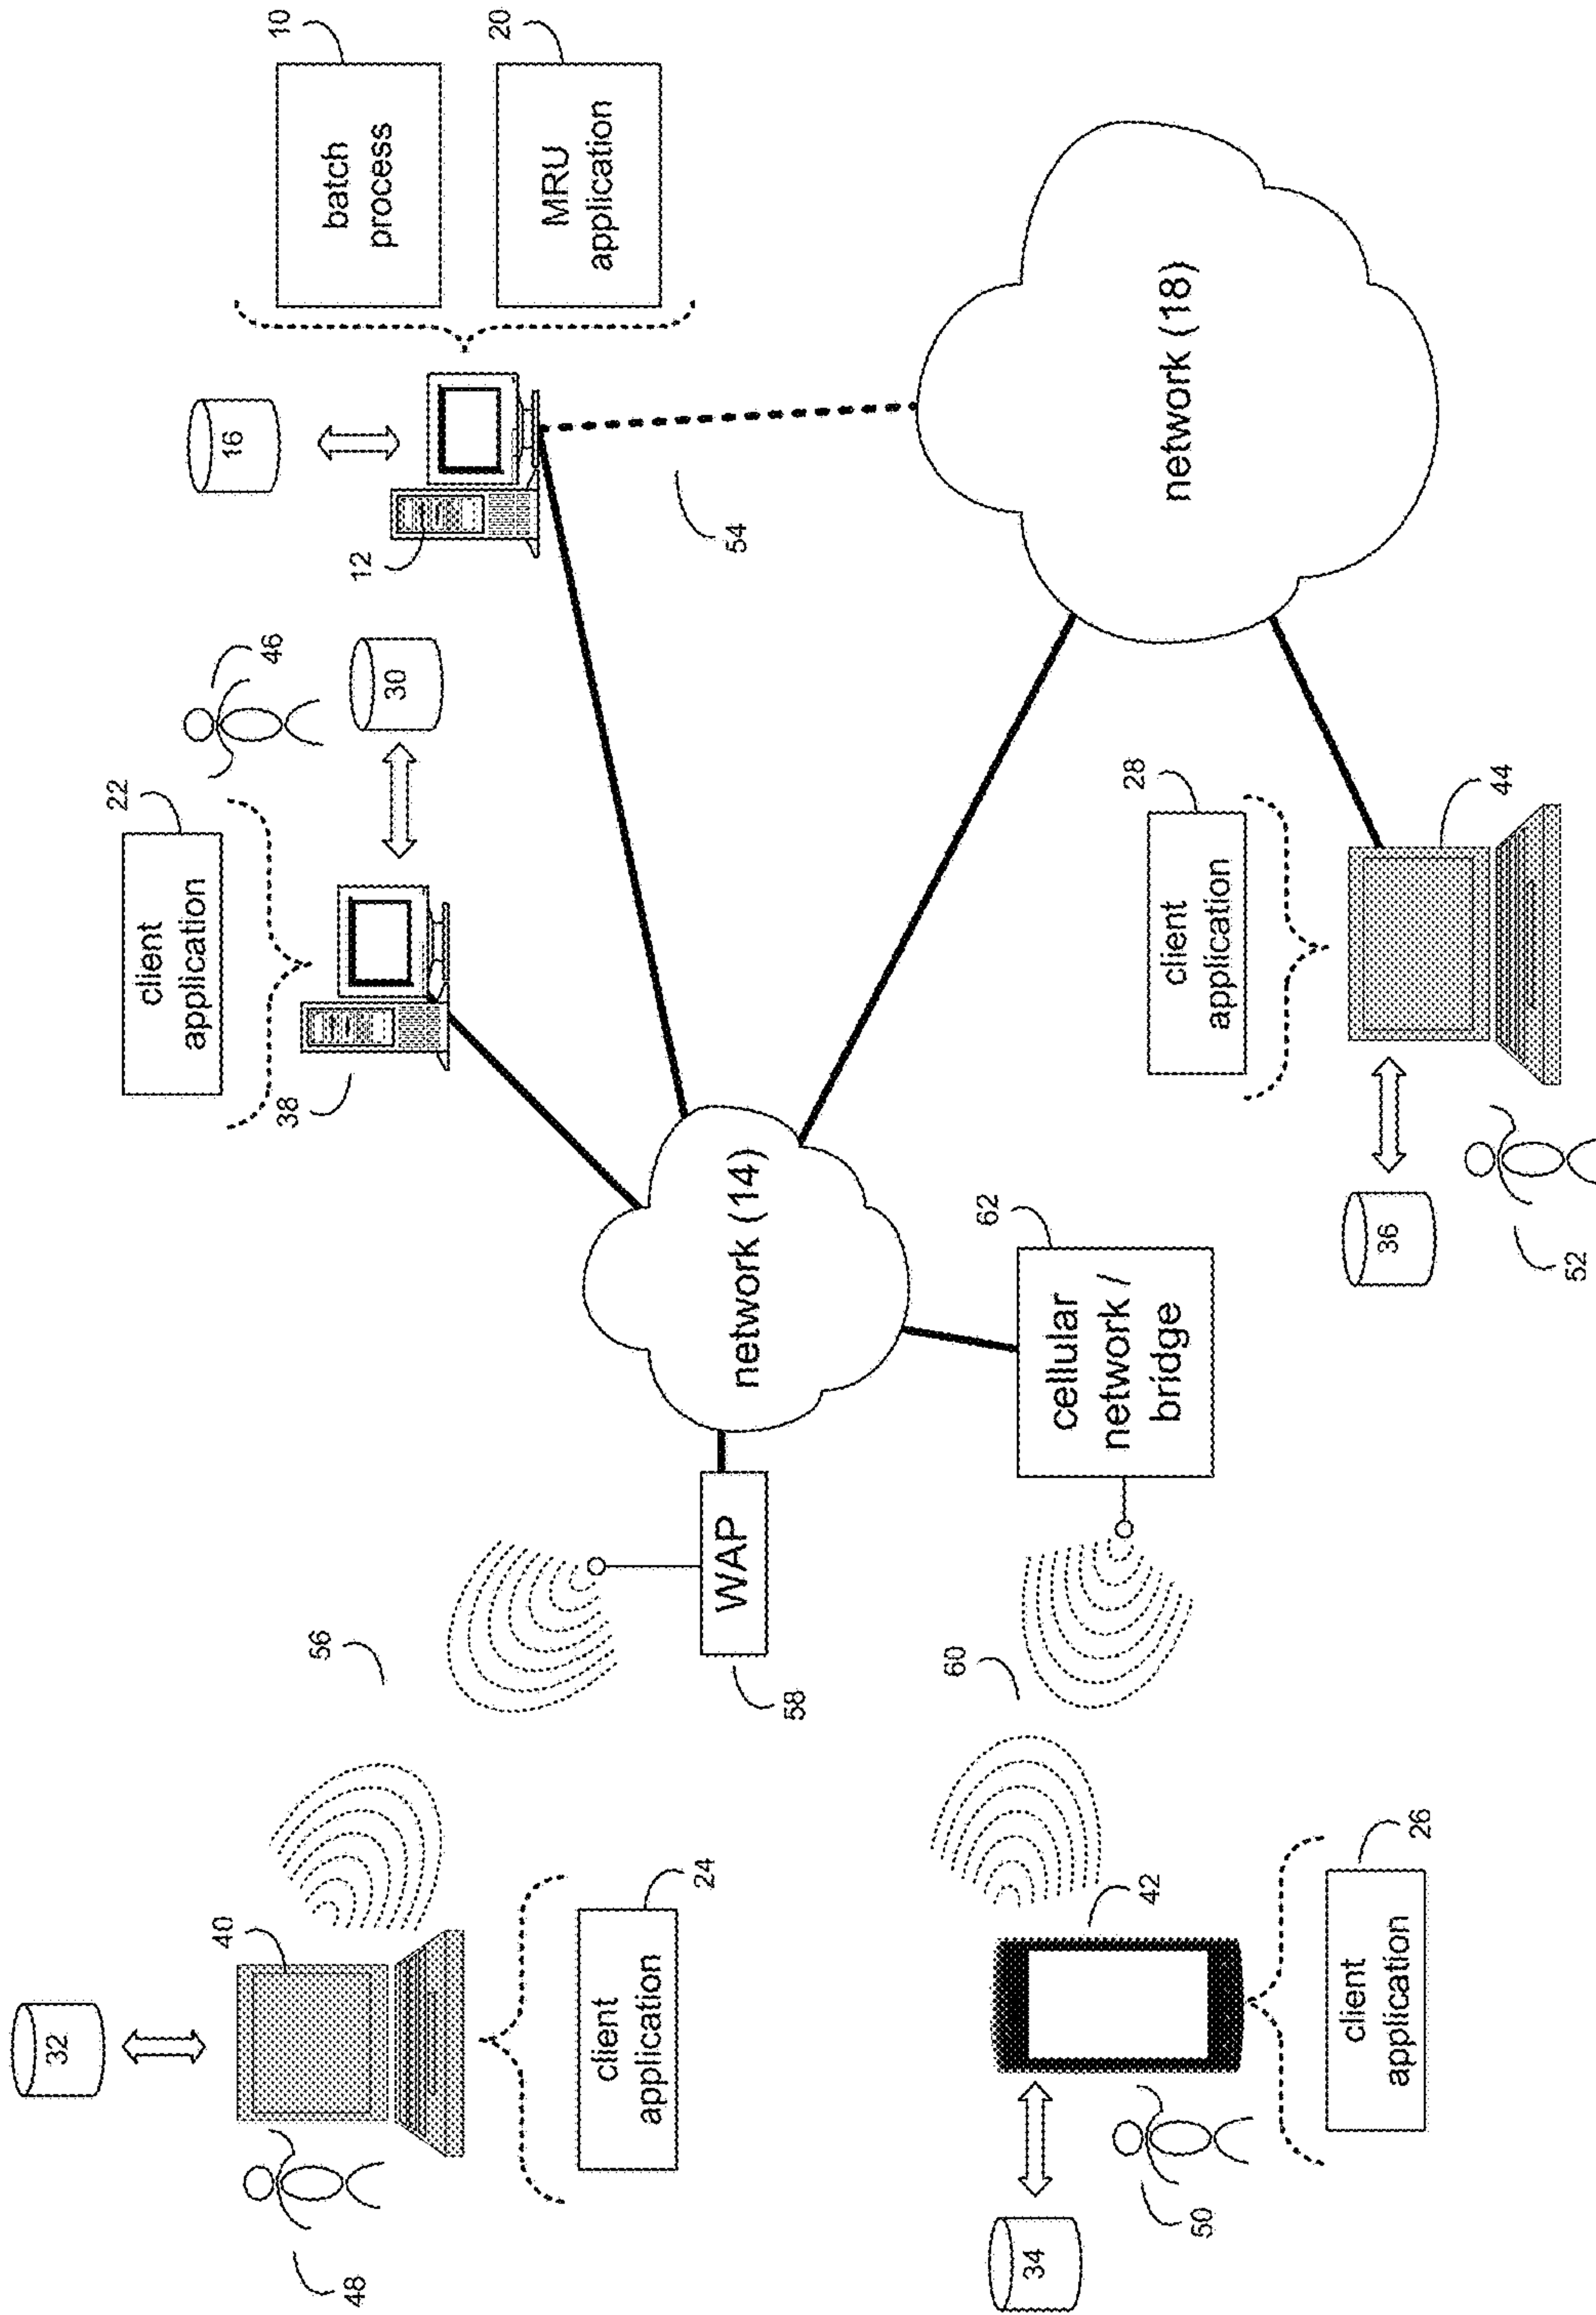 32
40
48
client
application
24
56
WAP
58
34
42
50
client
application
26
60
cellular
network /
bridge
62
network (14)
client
application
22
38
46
30
16
12
batch
process
10
MRU
application
20
54
network (18)
client
application
28
44
36
52